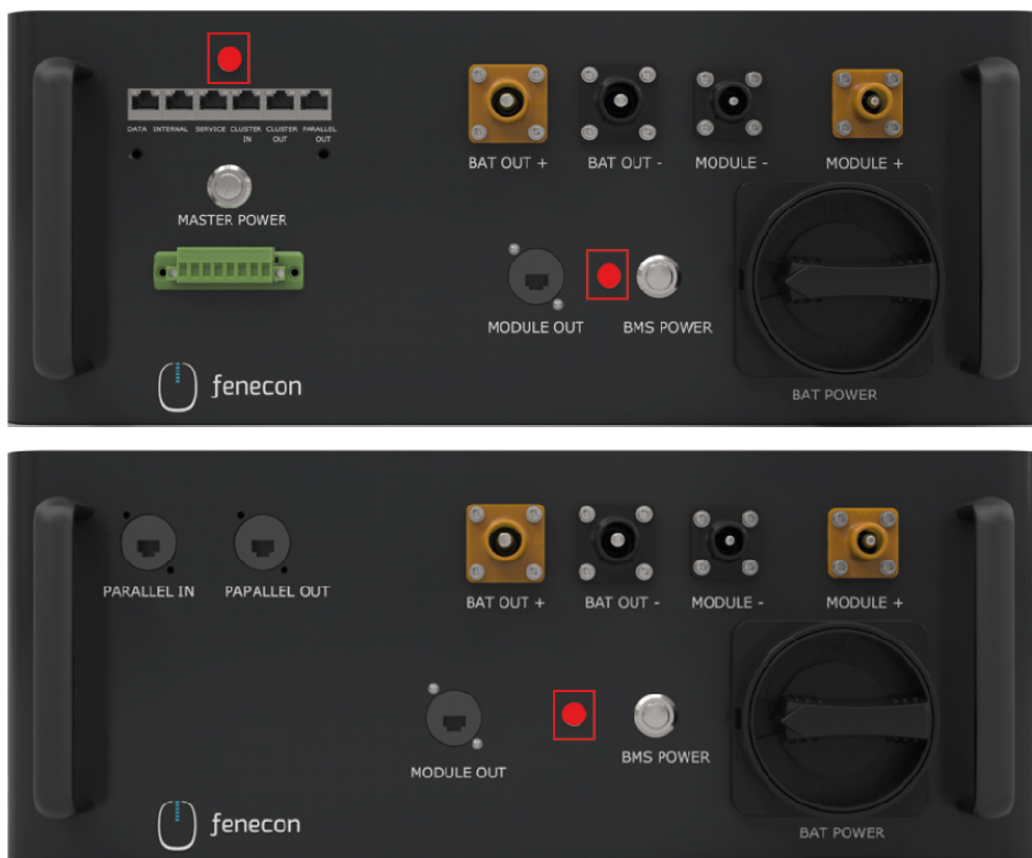 DATA INTERNAL SERVICE CLUSTER IN CLUSTER OUT PARALLEL OUT
BAT OUT + BAT OUT - MODULE - MODULE +
MASTER POWER
MODULE OUT BMS POWER
BAT POWER
fenecon
PARALLEL IN PAPALLEL OUT
BAT OUT + BAT OUT - MODULE - MODULE +
MODULE OUT BMS POWER
BAT POWER
fenecon